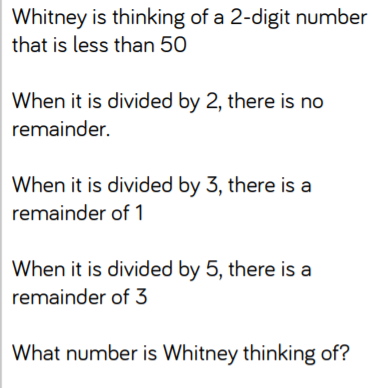 Whitney is thinking of a 2-digit number
that is less than 50
When it is divided by 2, there is no
remainder.
When it is divided by 3, there is a
remainder of 1
When it is divided by 5, there is a
remainder of 3
What number is Whitney thinking of?